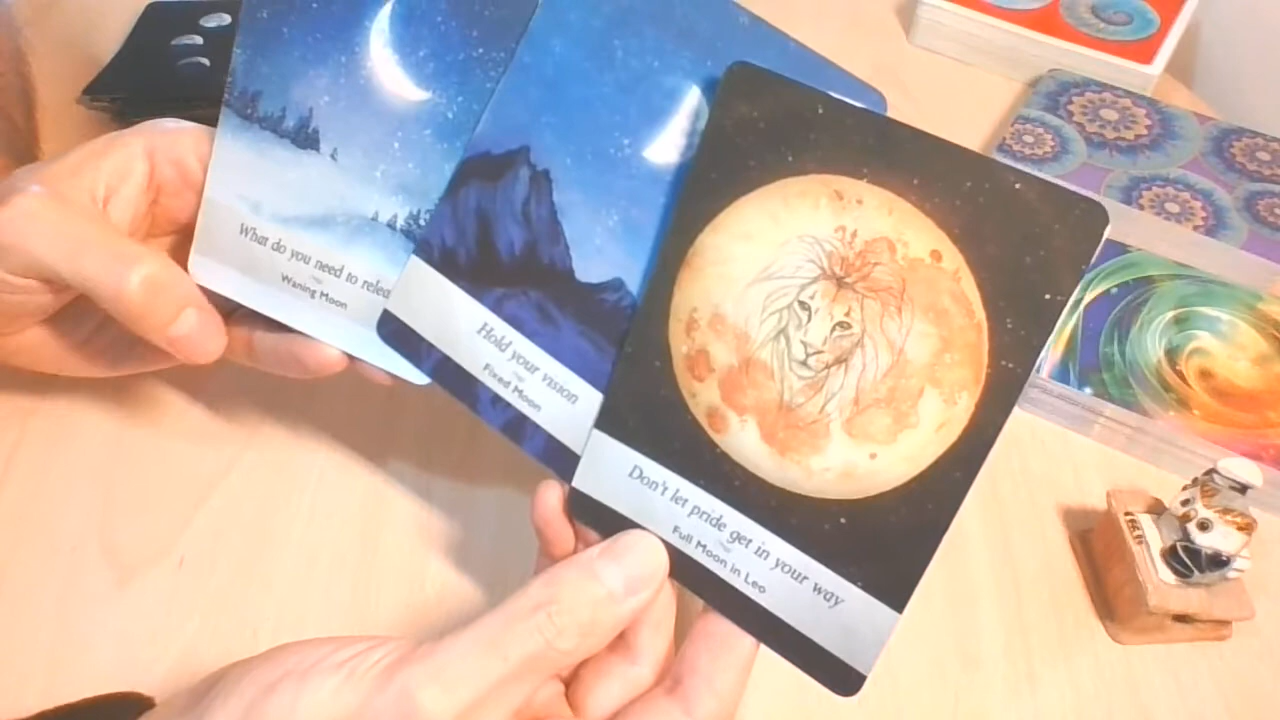 What do you need to relea
Waning Moon
Hold your vision
Fixed Moon
Don't let pride get in your way
Full Moon in Leo